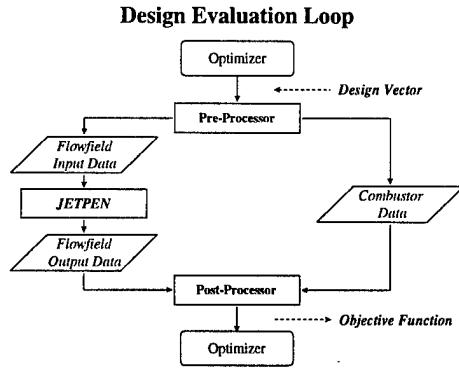 Design Evaluation Loop
Optimizer
Design Vector
Pre-Processor
Flowfield
Input Data
JETPEN
Combustor
Data
Flowfield
Output Data
Post-Processor
Objective Function
Optimizer